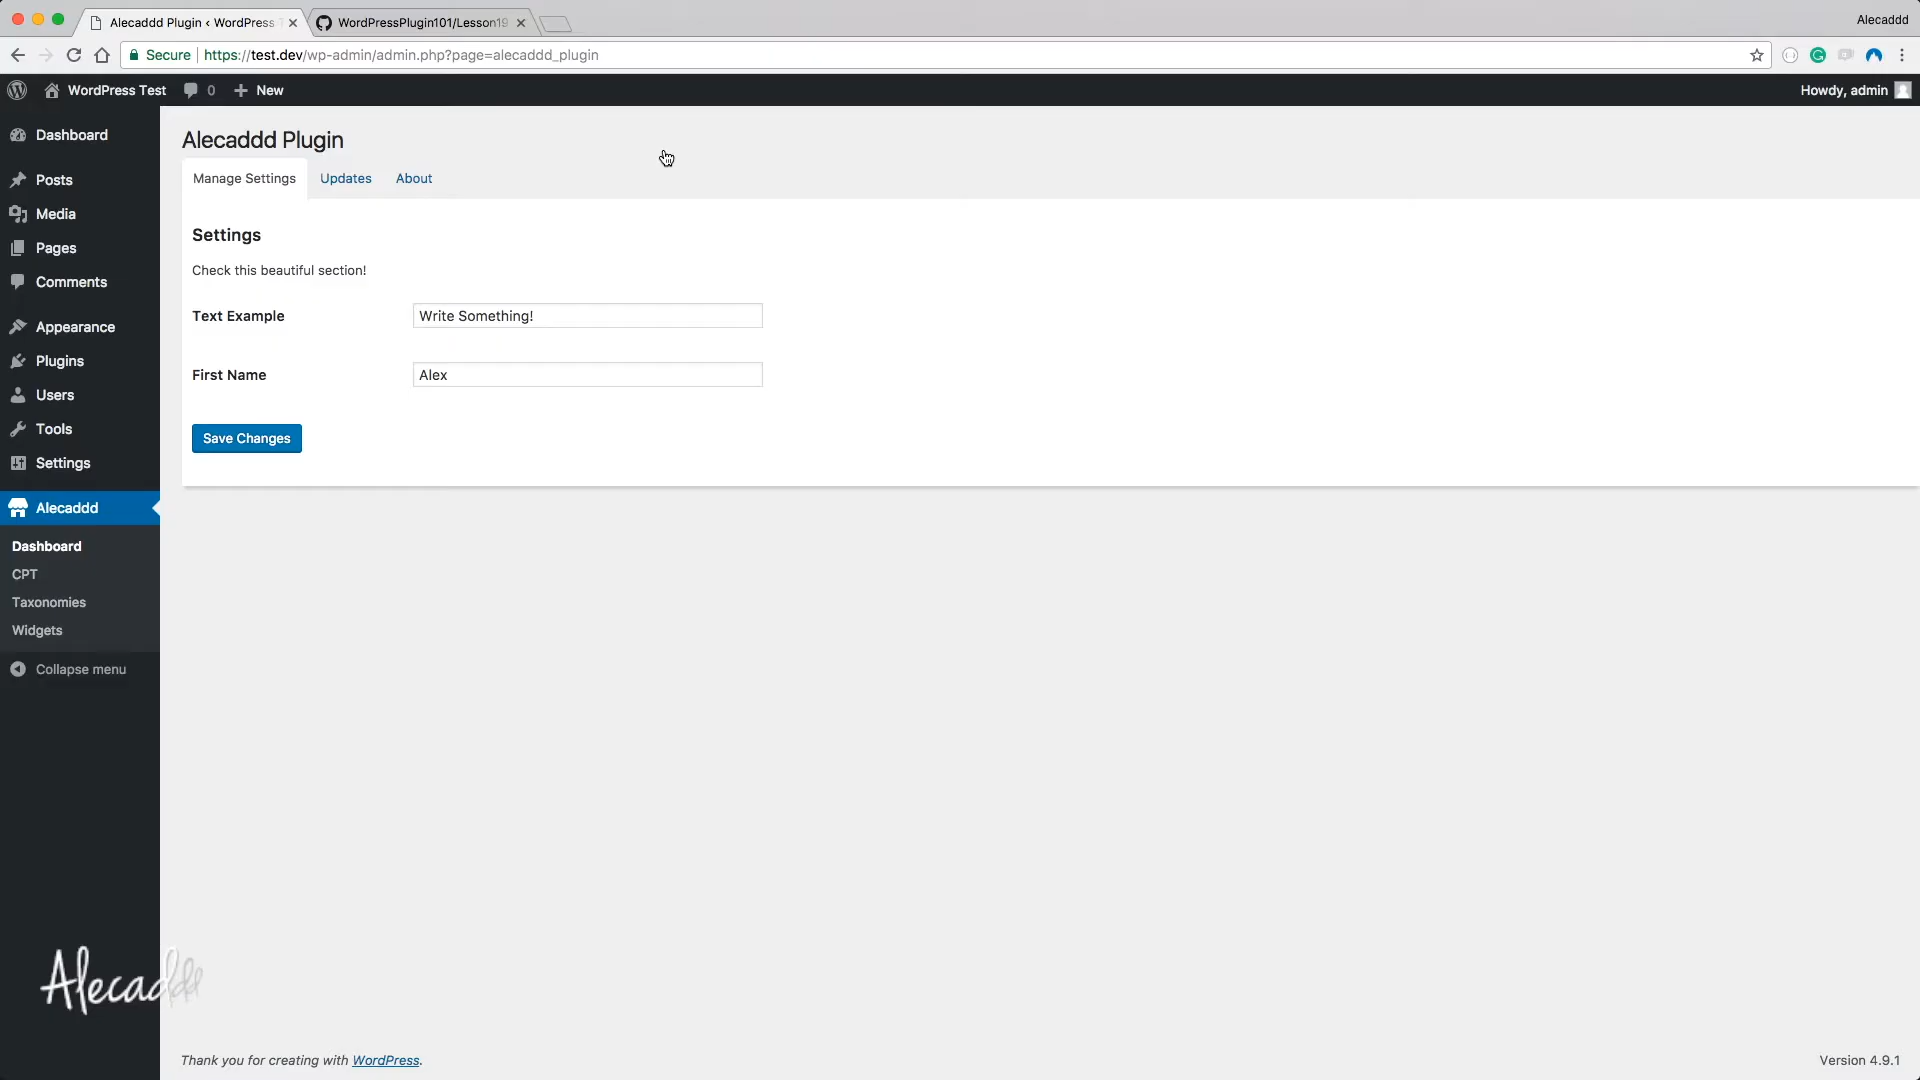 Alecaddd Plugin ‹ WordPress T
WordPressPlugin101/Lesson19
Alecaddd
Secure
https://test.dev/wp-admin/admin.php?page=alecaddd_plugin
WordPress Test
0
New
Howdy, admin
Dashboard
Posts
Media
Pages
Comments
Appearance
Plugins
Users
Tools
Settings
Alecaddd
Dashboard
CPT
Taxonomies
Widgets
Collapse menu
Alecaddd Plugin
Manage Settings
Updates
About
Settings
Check this beautiful section!
Text Example
Write Something!
First Name
Alex
Save Changes
Alecaddd
Thank you for creating with WordPress.
Version 4.9.1